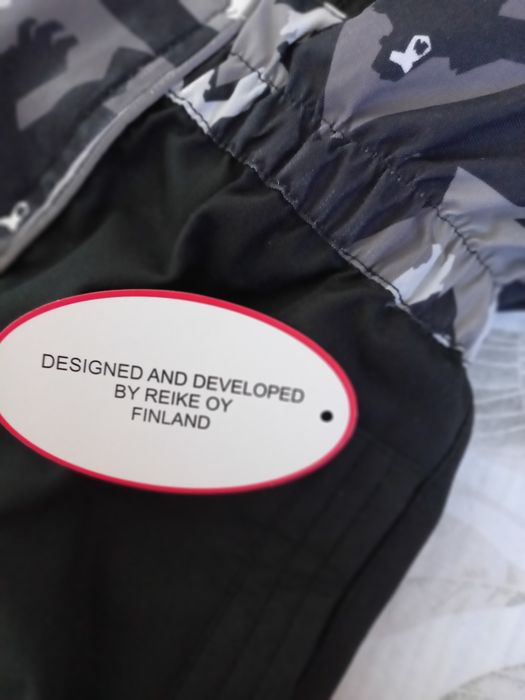 DESIGNED AND DEVELOPED
BY REIKE OY
FINLAND